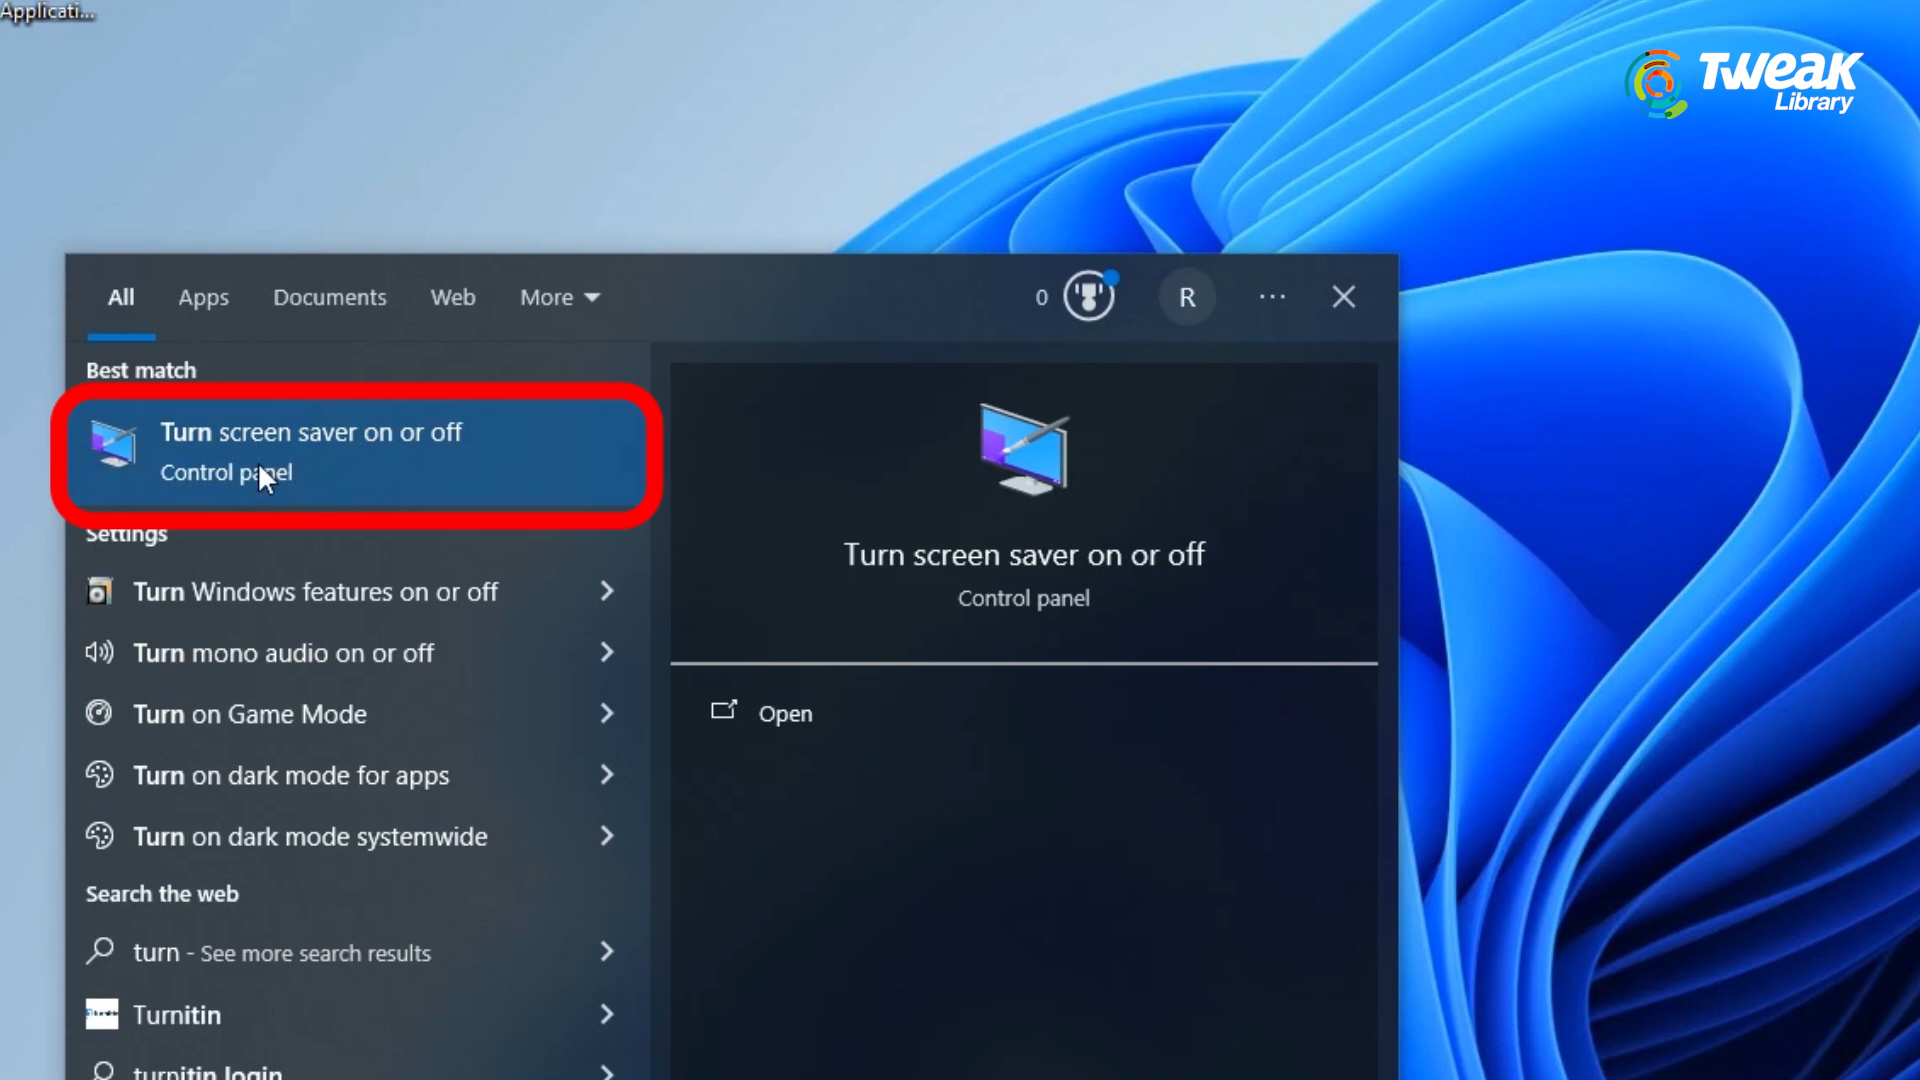 Applicati...
TWEAK
Library
All Apps Documents Web More 0 R ...
Best match
Turn screen saver on or off
Control panel
Settings
Turn Windows features on or off
Turn mono audio on or off
Turn on Game Mode
Turn on dark mode for apps
Turn on dark mode systemwide
Search the web
turn - See more search results
Turnitin
turnitin login
Turn screen saver on or off
Control panel
Open